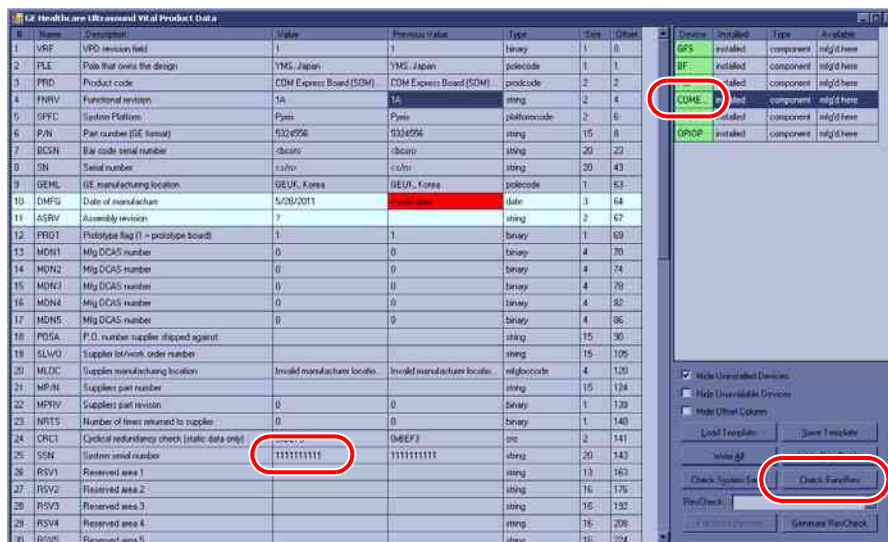 GE Healthcare Ultrasound Vital Product Data
# Name Description Value Previous Value Type Size Offset
1 VRF VPD revision field 1 1 binary 1 0
2 PLE Pole that owns the design YMS, Japan YMS, Japan polecode 1 1
3 PRD Product code COM Express Board (SOM)... COM Express Board (SOM)... prodcode 2 2
4 FNRV Functional revision 1A 1A string 2 4
5 SPFC System Platform Pyxis Pyxis platformcode 2 6
6 P/N Part number (GE format) 5324556 5324556 string 15 8
7 BCSN Bar code serial number <bcsn> <bcsn> string 20 23
8 SN Serial number <s/n> <s/n> string 20 43
9 GEML GE manufacturing location GEUK, Korea GEUK, Korea polecode 1 63
10 DMFG Date of manufacture 5/28/2011 date 3 64
11 ASRV Assembly revision ? string 2 67
12 PROT Prototype flag (1 = prototype board) 1 1 binary 1 69
13 MDN1 Mfg DCAS number 0 0 binary 4 70
14 MDN2 Mfg DCAS number 0 0 binary 4 74
15 MDN3 Mfg DCAS number 0 0 binary 4 78
16 MDN4 Mfg DCAS number 0 0 binary 4 82
17 MDN5 Mfg DCAS number 0 0 binary 4 86
18 POSA P.O. number supplier shipped against string 15 90
19 SLWO Supplier lot/work order number string 15 105
20 MLOC Supplier manufacturing location Invalid manufacturer locatio... Invalid manufacturer locatio... mfgloccode 4 120
21 MP/N Suppliers part number string 15 124
22 MPRV Suppliers part revison 0 0 binary 1 139
23 NRTS Number of times returned to supplier 0 0 binary 1 140
24 CRC1 Cyclical redundancy check (static data only) 0xBEF3 crc 2 141
25 SSN System serial number 1111111111 1111111111 string 20 143
26 RSV1 Reserved area 1 string 13 163
27 RSV2 Reserved area 2 string 16 176
28 RSV3 Reserved area 3 string 16 192
29 RSV4 Reserved area 4 string 16 208
30 RSV5 Reserved area 5 string 16 224
Device Installed Type Available
GFS installed component mfg'd here
BF installed component mfg'd here
installed component mfg'd here
COME... installed component mfg'd here
installed component mfg'd here
OPIOP installed component mfg'd here
Hide Uninstalled Devices
Hide Unavailable Devices
Hide Offset Column
Load Template Save Template
Write All
Check System Se Check FuncRev
RevCheck:
Generate RevCheck